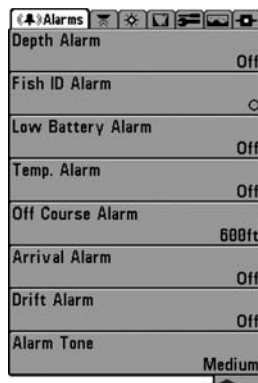 Alarms
Depth Alarm
Off
Fish ID Alarm
Low Battery Alarm
Off
Temp. Alarm
Off
Off Course Alarm
600ft
Arrival Alarm
Off
Drift Alarm
Off
Alarm Tone
Medium